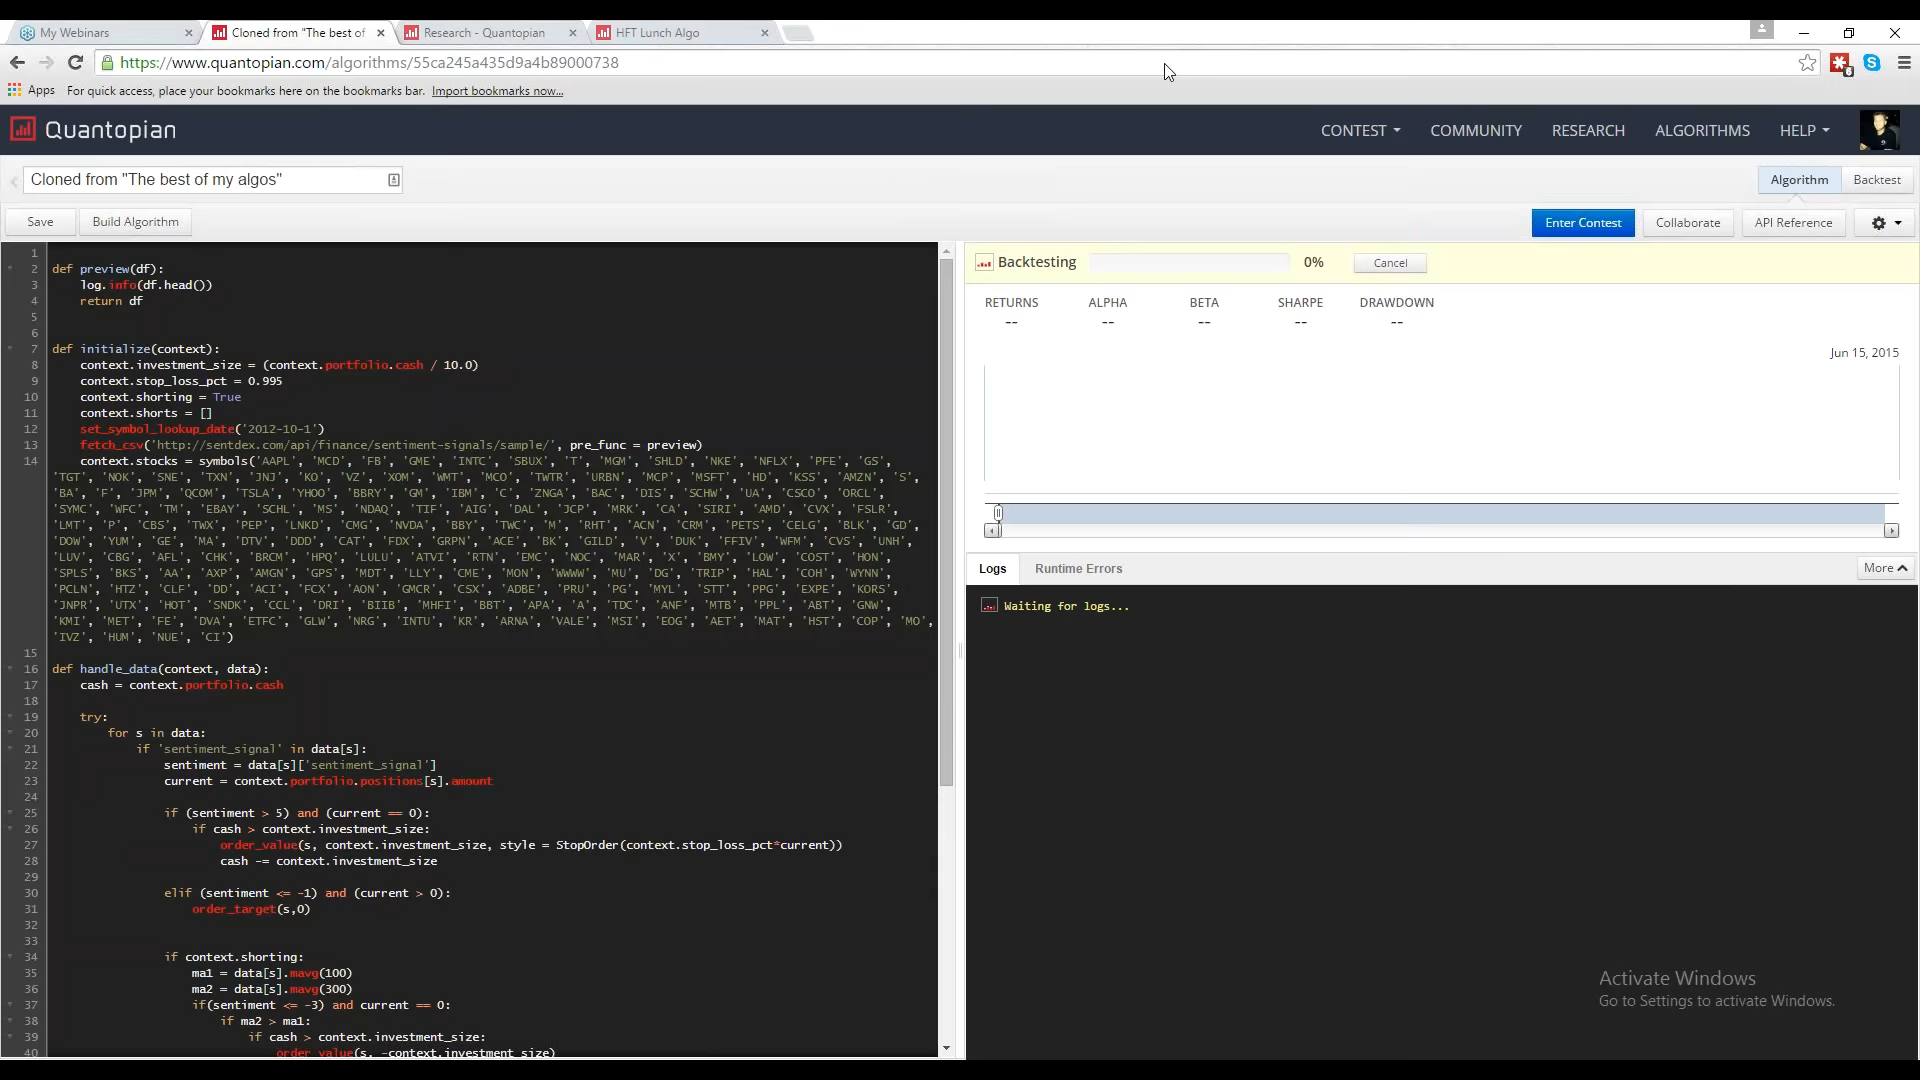 My Webinars
Cloned from "The best of
Research - Quantopian
HFT Lunch Algo
https://www.quantopian.com/algorithms/55ca245a435d9a4b89000738
6
Apps For quick access, place your bookmarks here on the bookmarks bar. Import bookmarks now...
Quantopian
CONTEST COMMUNITY RESEARCH ALGORITHMS HELP
Cloned from "The best of my algos"
Algorithm Backtest
Save Build Algorithm
Enter Contest Collaborate API Reference
1
2 def preview(df):
3 log.info(df.head())
4 return df
5
6
7 def initialize(context):
8 context.investment_size = (context.portfolio.cash / 10.0)
9 context.stop_loss_pct = 0.995
10 context.shorting = True
11 context.shorts = []
12 set_symbol_lookup_date('2012-10-1')
13 fetch_csv('http://sentdex.com/api/finance/sentiment-signals/sample/', pre_func = preview)
14 context.stocks = symbols('AAPL', 'MCD', 'FB', 'GME', 'INTC', 'SBUX', 'T', 'MGM', 'SHLD', 'NKE', 'NFLX', 'PFE', 'GS',
'TGT', 'NOK', 'SNE', 'TXN', 'JNJ', 'KO', 'VZ', 'XOM', 'WMT', 'MCO', 'TWTR', 'URBN', 'MCP', 'MSFT', 'HD', 'KSS', 'AMZN', 'S',
'BA', 'F', 'JPM', 'QCOM', 'TSLA', 'YHOO', 'BBRY', 'GM', 'IBM', 'C', 'ZNGA', 'BAC', 'DIS', 'SCHW', 'UA', 'CSCO', 'ORCL',
'SYMC', 'WFC', 'TM', 'EBAY', 'SCHL', 'MS', 'NDAQ', 'TIF', 'AIG', 'DAL', 'JCP', 'MRK', 'CA', 'SIRI', 'AMD', 'CVX', 'FSLR',
'LMT', 'P', 'CBS', 'TWX', 'PEP', 'LNKD', 'CMG', 'NVDA', 'BBY', 'TWC', 'M', 'RHT', 'ACN', 'CRM', 'PETS', 'CELG', 'BLK', 'GD',
'DOW', 'YUM', 'GE', 'MA', 'DTV', 'DDD', 'CAT', 'FDX', 'GRPN', 'ACE', 'BK', 'GILD', 'V', 'DUK', 'FFIV', 'WFM', 'CVS', 'UNH',
'LUV', 'CBG', 'AFL', 'CHK', 'BRCM', 'HPQ', 'LULU', 'ATVI', 'RTN', 'EMC', 'NOC', 'MAR', 'X', 'BMY', 'LOW', 'COST', 'HON',
'SPLS', 'BKS', 'AA', 'AXP', 'AMGN', 'GPS', 'MDT', 'LLY', 'CME', 'MON', 'WWWW', 'MU', 'DG', 'TRIP', 'HAL', 'COH', 'WYNN',
'PCLN', 'HTZ', 'CLF', 'DD', 'ACI', 'FCX', 'AON', 'GMCR', 'CSX', 'ADBE', 'PRU', 'PG', 'MYL', 'STT', 'PPG', 'EXPE', 'KORS',
'JNPR', 'UTX', 'HOT', 'SNDK', 'CCL', 'DRI', 'BIIB', 'MHFI', 'BBT', 'APA', 'A', 'TDC', 'ANF', 'MTB', 'PPL', 'ABT', 'GNW',
'KMI', 'MET', 'FE', 'DVA', 'ETFC', 'GLW', 'NRG', 'INTU', 'KR', 'ARNA', 'VALE', 'MSI', 'EOG', 'AET', 'MAT', 'HST', 'COP', 'MO',
'IVZ', 'HUM', 'NUE', 'CI')
15
16 def handle_data(context, data):
17 cash = context.portfolio.cash
18
19 try:
20 for s in data:
21 if 'sentiment_signal' in data[s]:
22 sentiment = data[s]['sentiment_signal']
23 current = context.portfolio.positions[s].amount
24
25 if (sentiment > 5) and (current == 0):
26 if cash > context.investment_size:
27 order_value(s, context.investment_size, style = StopOrder(context.stop_loss_pct*current))
28 cash -= context.investment_size
29
30 elif (sentiment <= -1) and (current > 0):
31 order_target(s,0)
32
33
34 if context.shorting:
35 ma1 = data[s].mavg(100)
36 ma2 = data[s].mavg(300)
37 if(sentiment <= -3) and current == 0:
38 if ma2 > ma1:
39 if cash > context.investment_size:
40 order_value(s, -context.investment_size)
Backtesting 0% Cancel
RETURNS ALPHA BETA SHARPE DRAWDOWN
-- -- -- -- --
Jun 15, 2015
Logs Runtime Errors More
Waiting for logs...
Activate Windows
Go to Settings to activate Windows.